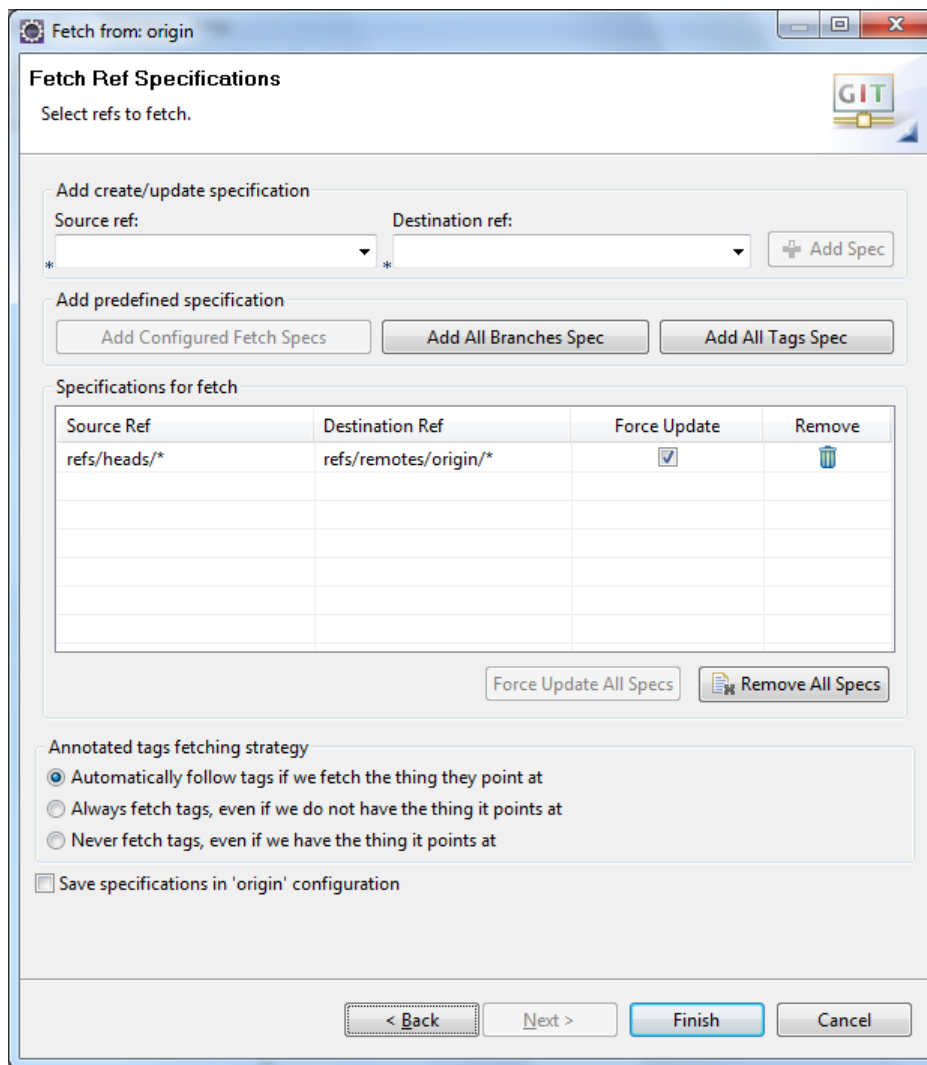 Fetch from: origin
Fetch Ref Specifications
Select refs to fetch.
GIT
Add create/update specification
Source ref: Destination ref:
* * Add Spec
Add predefined specification
Add Configured Fetch Specs Add All Branches Spec Add All Tags Spec
Specifications for fetch
Source Ref Destination Ref Force Update Remove
refs/heads/* refs/remotes/origin/*
Force Update All Specs Remove All Specs
Annotated tags fetching strategy
Automatically follow tags if we fetch the thing they point at
Always fetch tags, even if we do not have the thing it points at
Never fetch tags, even if we have the thing it points at
Save specifications in 'origin' configuration
< Back Next > Finish Cancel